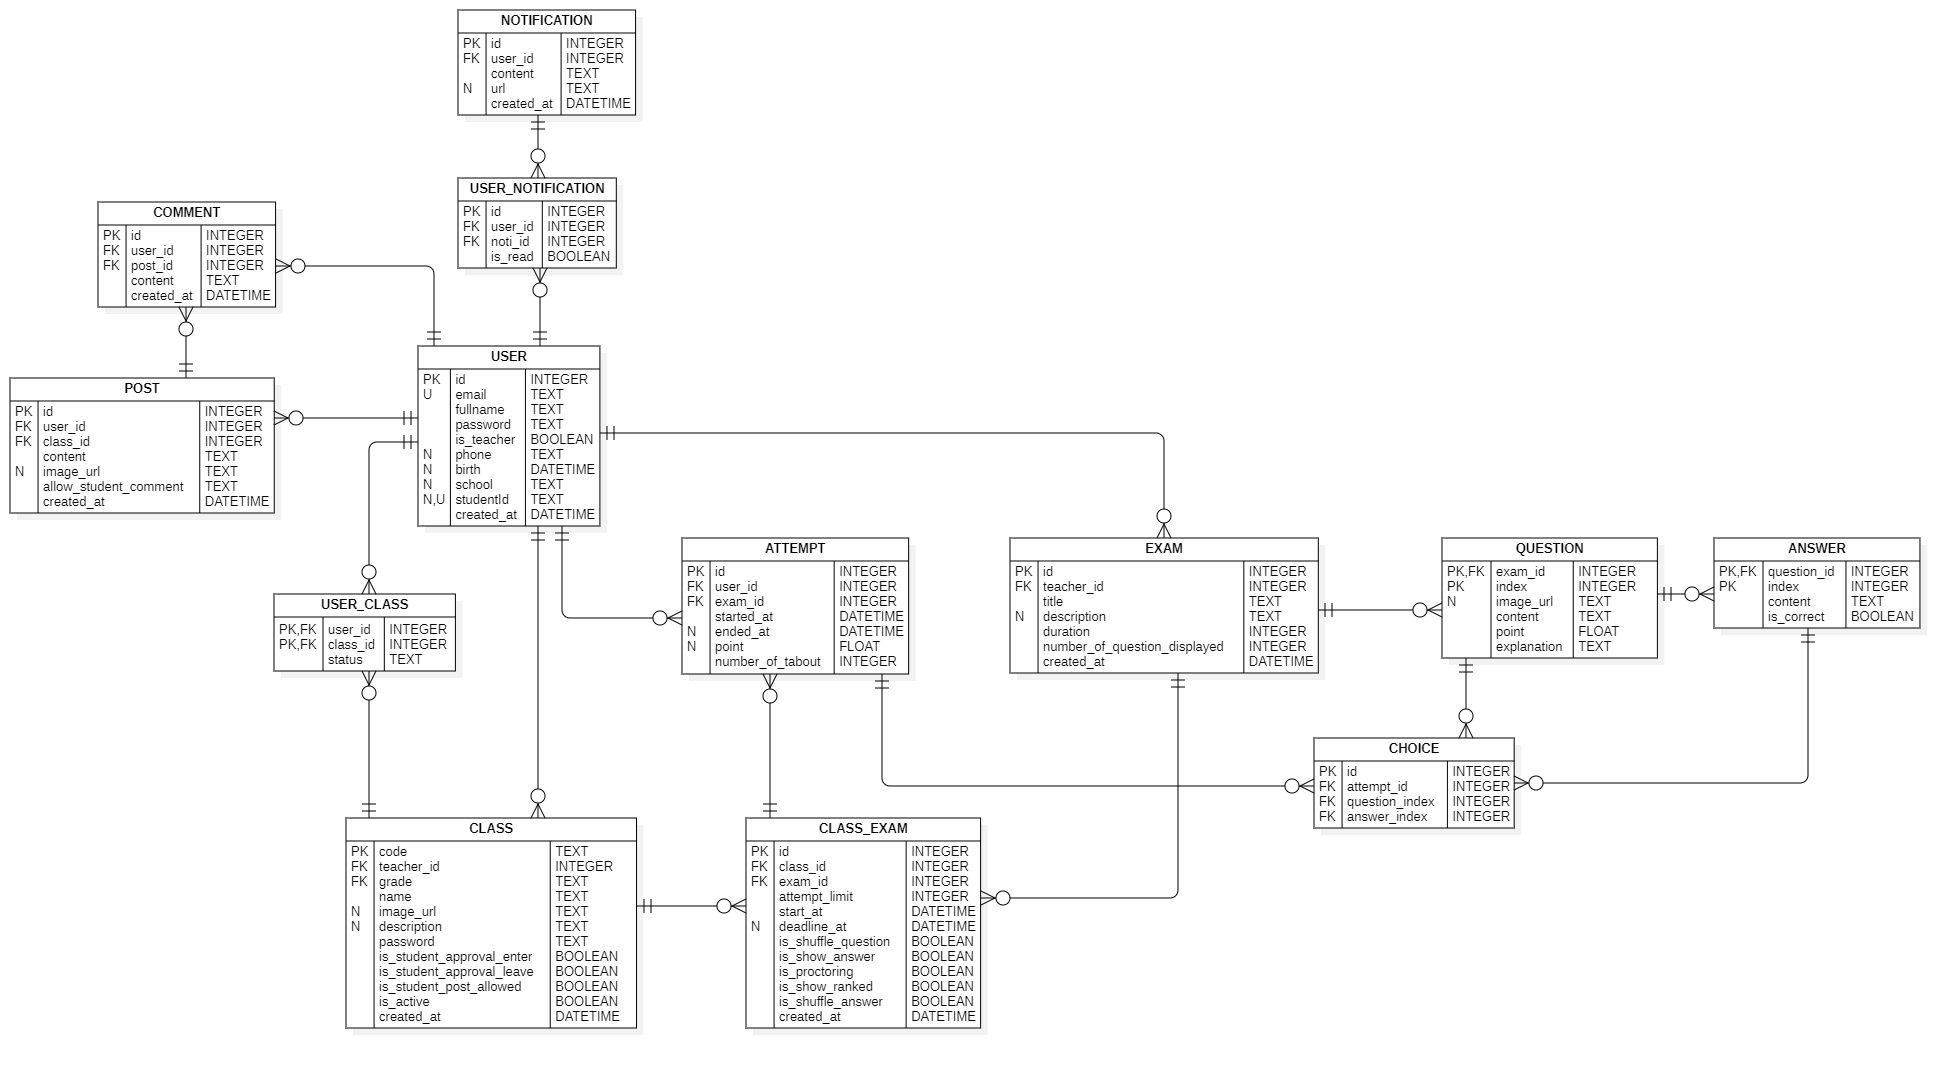 NOTIFICATION
PK id INTEGER
FK user_id INTEGER
content TEXT
N url TEXT
created_at DATETIME
USER_NOTIFICATION
PK id INTEGER
FK user_id INTEGER
FK noti_id INTEGER
is_read BOOLEAN
COMMENT
PK id INTEGER
FK user_id INTEGER
FK post_id INTEGER
content TEXT
created_at DATETIME
POST
PK id INTEGER
FK user_id INTEGER
FK class_id INTEGER
content TEXT
N image_url TEXT
allow_student_comment TEXT
created_at DATETIME
USER
PK id INTEGER
U email TEXT
fullname TEXT
password TEXT
is_teacher BOOLEAN
N phone TEXT
N birth DATETIME
N school TEXT
N,U studentId TEXT
created_at DATETIME
USER_CLASS
PK,FK user_id INTEGER
PK,FK class_id INTEGER
status TEXT
ATTEMPT
PK id INTEGER
FK user_id INTEGER
FK exam_id INTEGER
started_at DATETIME
N ended_at DATETIME
N point FLOAT
number_of_tabout INTEGER
EXAM
PK id INTEGER
FK teacher_id INTEGER
title TEXT
N description TEXT
duration INTEGER
number_of_question_displayed INTEGER
created_at DATETIME
QUESTION
PK,FK exam_id INTEGER
PK index INTEGER
N image_url TEXT
content TEXT
point FLOAT
explanation TEXT
ANSWER
PK,FK question_id INTEGER
PK index INTEGER
content TEXT
is_correct BOOLEAN
CHOICE
PK id INTEGER
FK attempt_id INTEGER
FK question_index INTEGER
FK answer_index INTEGER
CLASS
PK code TEXT
FK teacher_id INTEGER
FK grade TEXT
name TEXT
N image_url TEXT
N description TEXT
password TEXT
is_student_approval_enter BOOLEAN
is_student_approval_leave BOOLEAN
is_student_post_allowed BOOLEAN
is_active BOOLEAN
created_at DATETIME
CLASS_EXAM
PK id INTEGER
FK class_id INTEGER
FK exam_id INTEGER
attempt_limit INTEGER
start_at DATETIME
N deadline_at DATETIME
is_shuffle_question BOOLEAN
is_show_answer BOOLEAN
is_proctoring BOOLEAN
is_show_ranked BOOLEAN
is_shuffle_answer BOOLEAN
created_at DATETIME